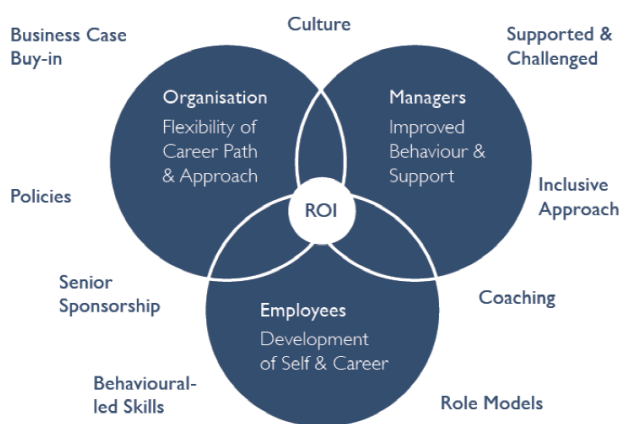 Business Case
Buy-in
Culture
Supported &
Challenged
Organisation
Flexibility of
Career Path
& Approach
Managers
Improved
Behaviour &
Support
Policies
ROI
Inclusive
Approach
Senior
Sponsorship
Employees
Development
of Self & Career
Coaching
Behavioural-
led Skills
Role Models